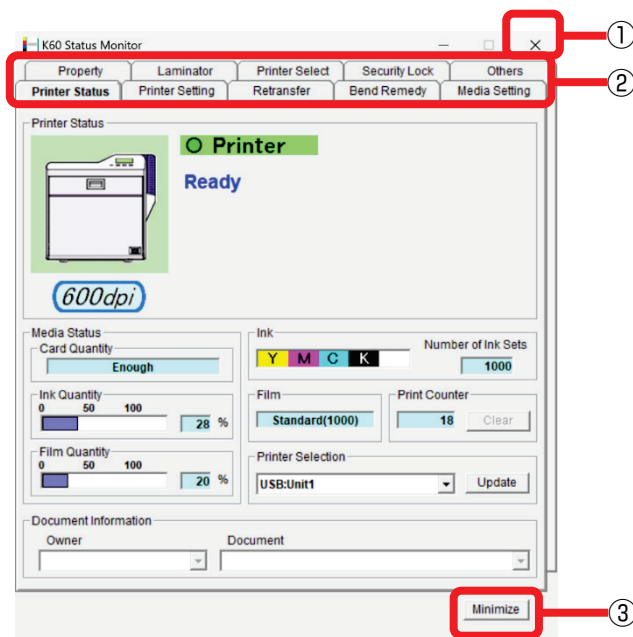 ①
K60 Status Monitor
②
Property Laminator Printer Select Security Lock Others
Printer Status Printer Setting Retransfer Bend Remedy Media Setting
Printer Status
Printer
Ready
600dpi
Media Status
Card Quantity
Enough
Ink
Y M C K
Number of Ink Sets
1000
Ink Quantity
0 50 100
28 %
Film
Standard(1000)
Print Counter
18 Clear
Film Quantity
0 50 100
20 %
Printer Selection
USB:Unit1 Update
Document Information
Owner Document
Minimize
③